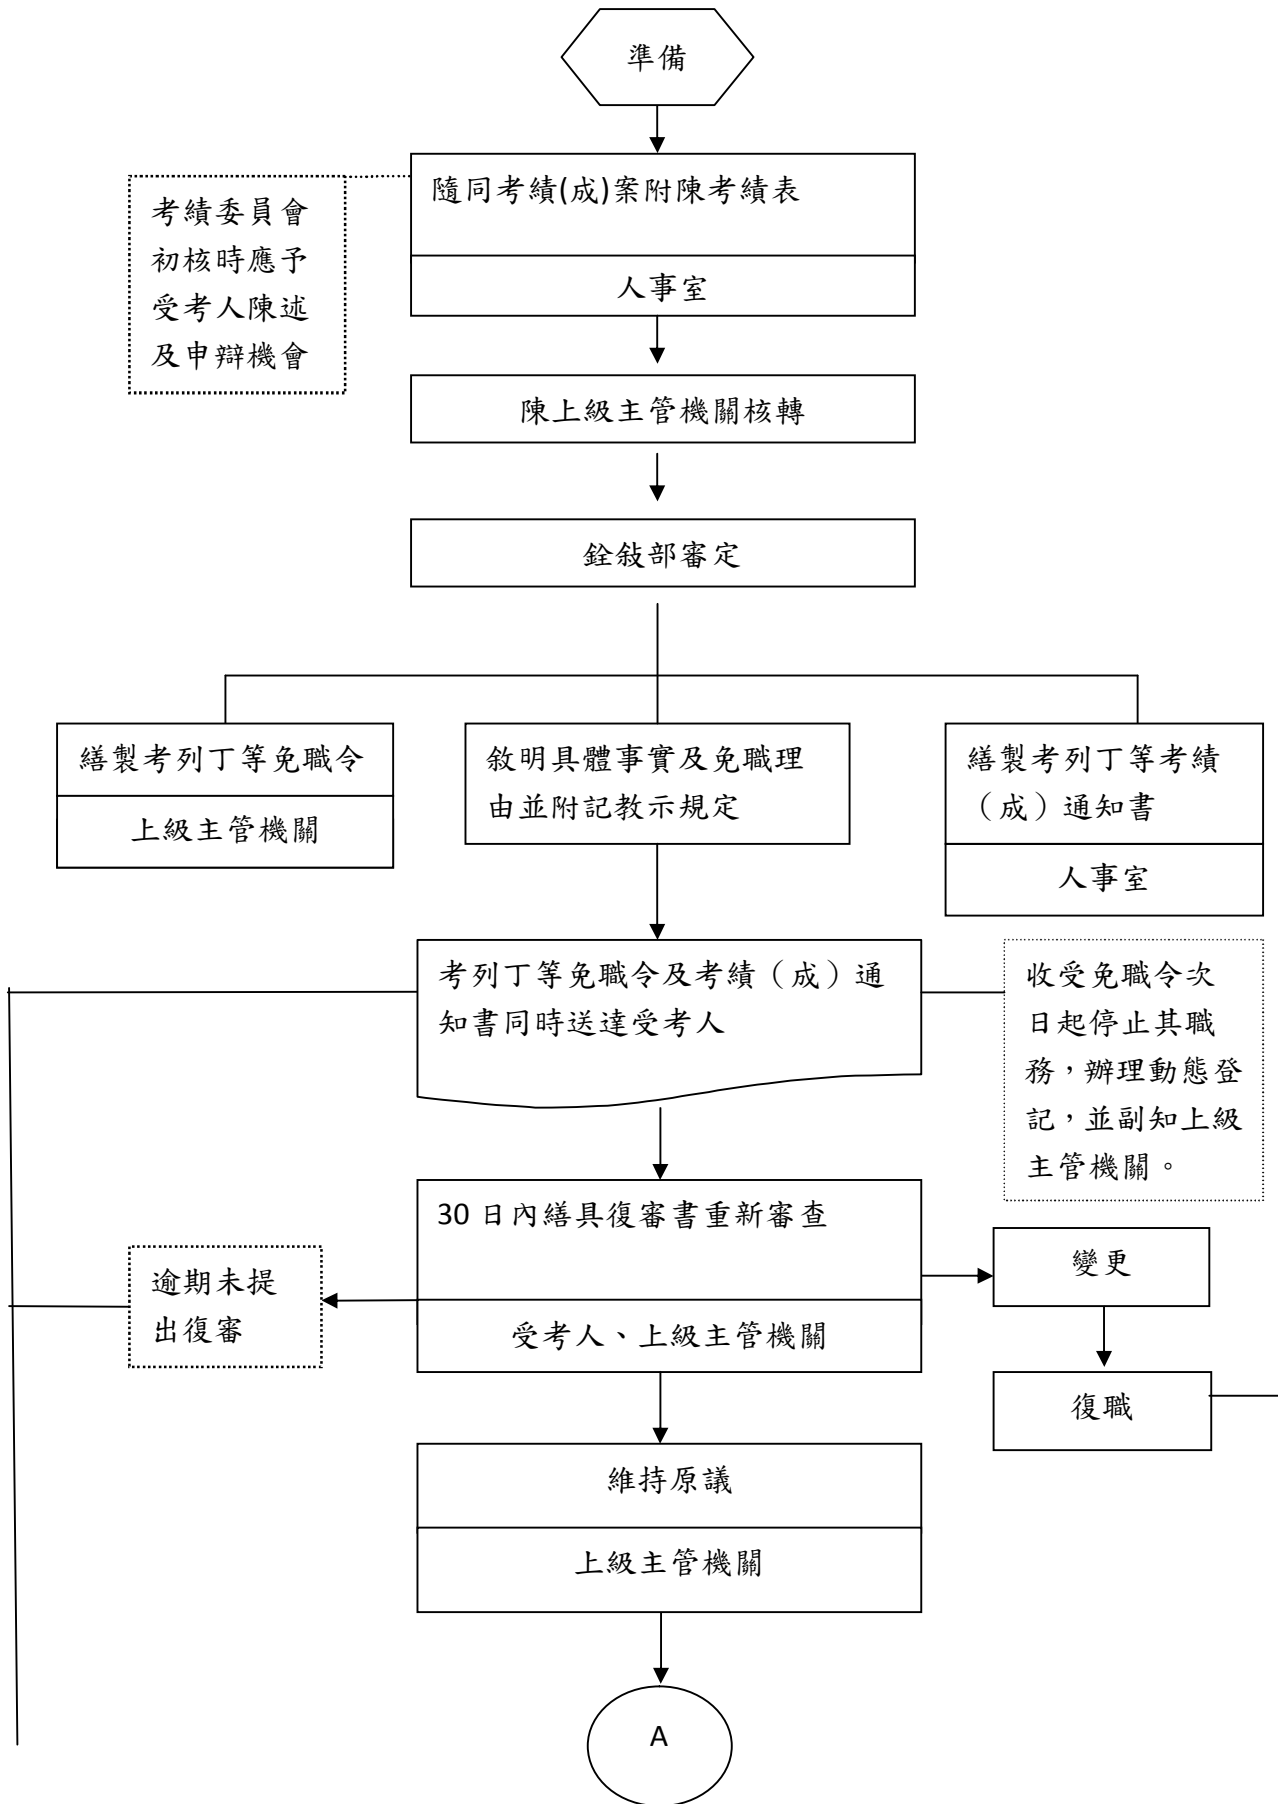 準備
隨同考績(成)案附陳考績表
人事室
考績委員會
初核時應予
受考人陳述
及申辯機會
陳上級主管機關核轉
銓敍部審定
繕製考列丁等免職令
上級主管機關
敘明具體事實及免職理
由並附記教示規定
繕製考列丁等考績
（成）通知書
人事室
考列丁等免職令及考績（成）通
知書同時送達受考人
收受免職令次
日起停止其職
務，辦理動態登
記，並副知上級
主管機關。
30 日內繕具復審書重新審查
受考人、上級主管機關
逾期未提
出復審
變更
復職
維持原議
上級主管機關
A